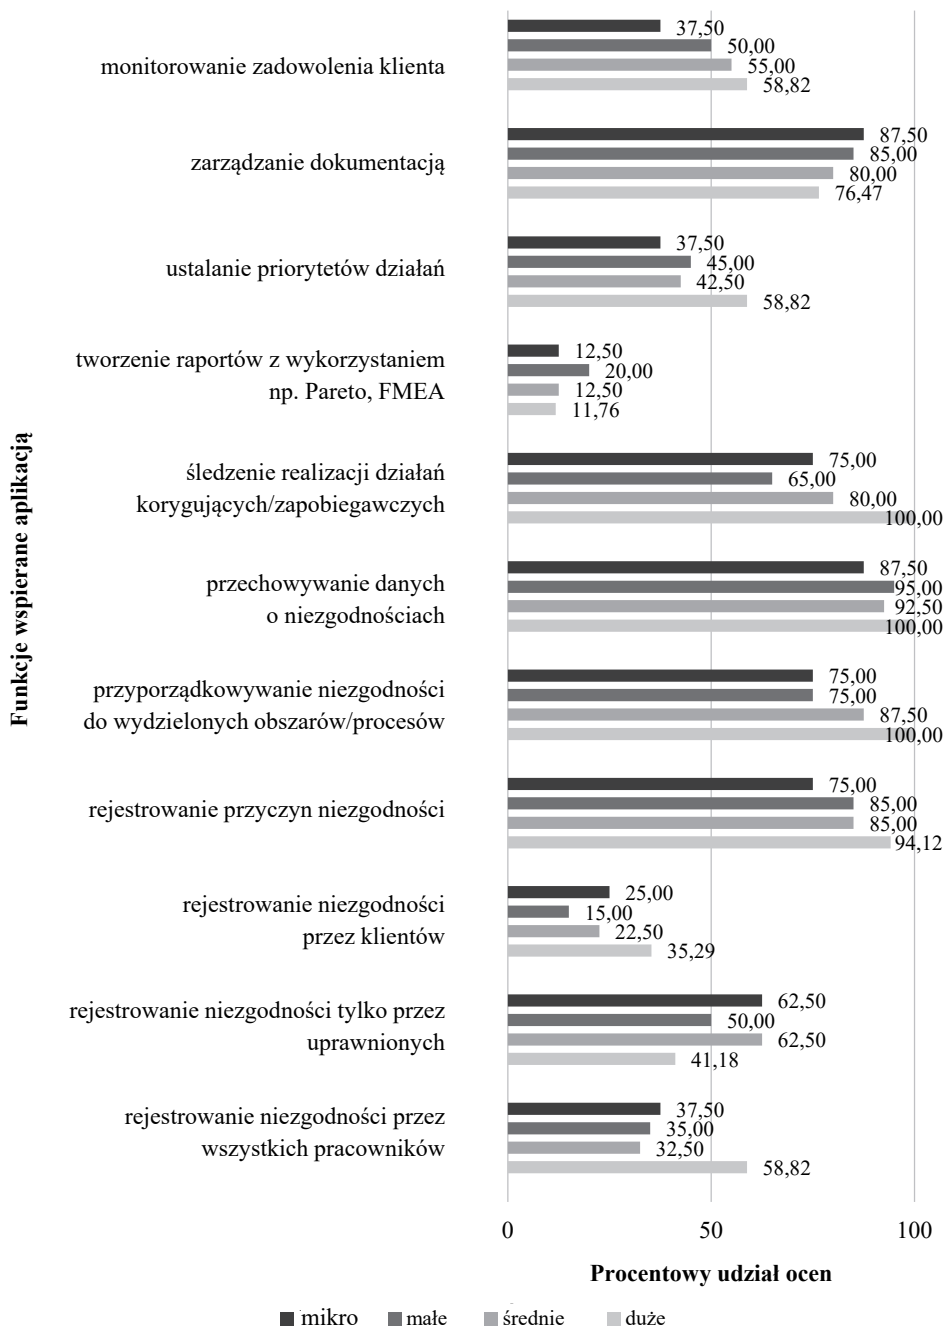 Funkcje wspierane aplikacją
monitorowanie zadowolenia klienta
37,50
50,00
55,00
58,82
zarządzanie dokumentacją
87,50
85,00
80,00
76,47
ustalanie priorytetów działań
37,50
45,00
42,50
58,82
tworzenie raportów z wykorzystaniem
np. Pareto, FMEA
12,50
20,00
12,50
11,76
śledzenie realizacji działań
korygujących/zapobiegawczych
75,00
65,00
80,00
100,00
przechowywanie danych
o niezgodnościach
87,50
95,00
92,50
100,00
przyporządkowywanie niezgodności
do wydzielonych obszarów/procesów
75,00
75,00
87,50
100,00
rejestrowanie przyczyn niezgodności
75,00
85,00
85,00
94,12
rejestrowanie niezgodności
przez klientów
25,00
15,00
22,50
35,29
rejestrowanie niezgodności tylko przez
uprawnionych
62,50
50,00
62,50
41,18
rejestrowanie niezgodności przez
wszystkich pracowników
37,50
35,00
32,50
58,82
0 50 100
Procentowy udział ocen
mikro małe średnie duże